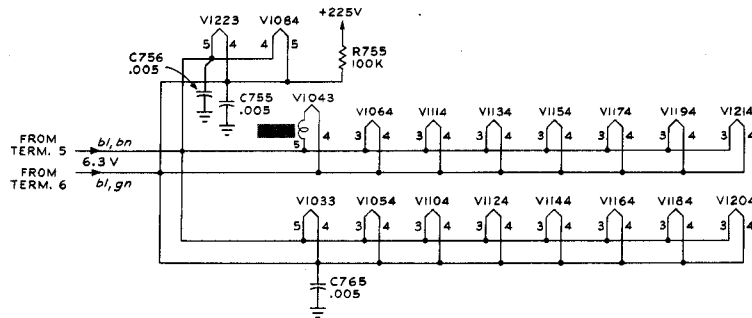 +225V
V1223 V1084
5 4 4 5
R755
100K
C756
.005
C755
.005
V1043
5 4
V1064 V1114 V1134 V1154 V1174 V1194 V1214
3 4 3 4 3 4 3 4 3 4 3 4 3 4
FROM
TERM. 5
bl, bn
6.3 V
FROM
TERM. 6
bl, gn
V1033 V1054 V1104 V1124 V1144 V1164 V1184 V1204
5 4 3 4 3 4 3 4 3 4 3 4 3 4 3 4
C765
.005